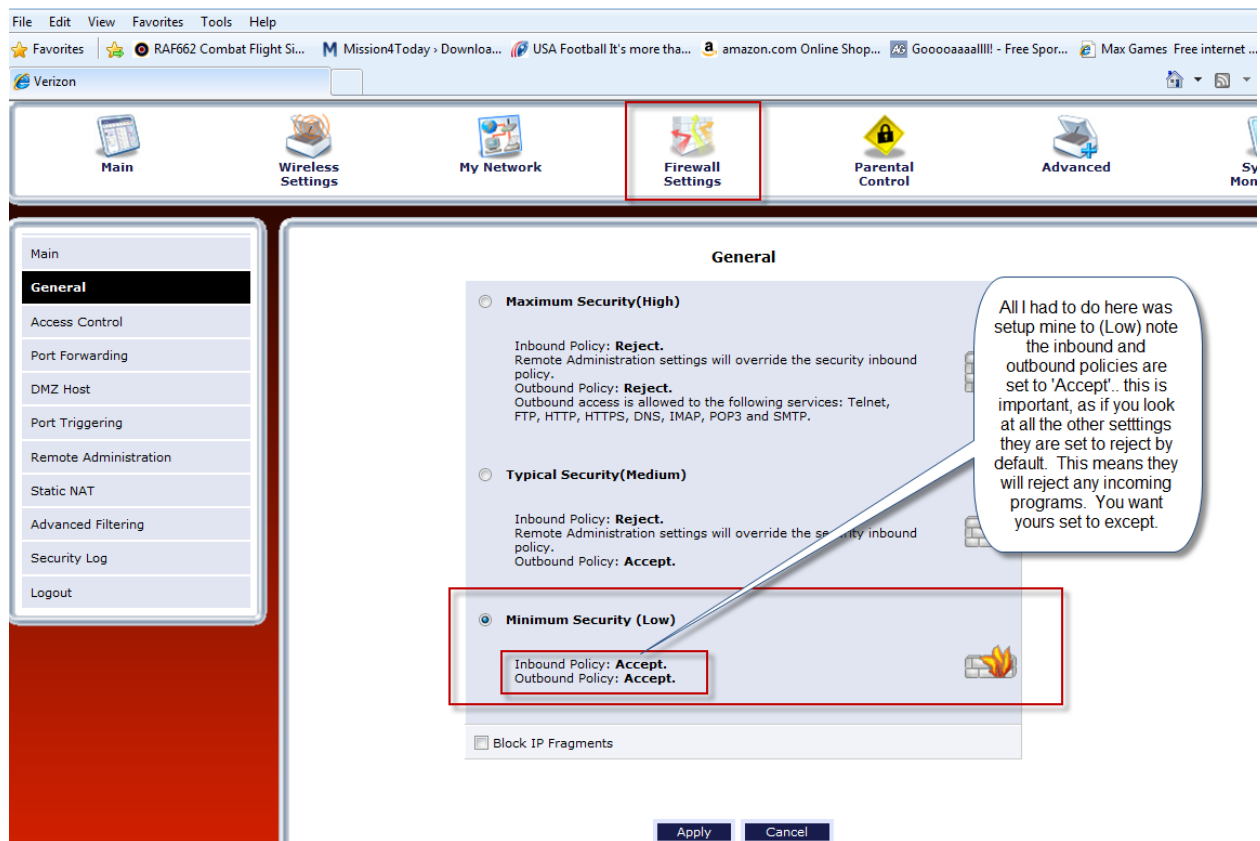 File Edit View Favorites Tools Help
Favorites RAF662 Combat Flight Si... Mission4Today › Downloa... USA Football It's more tha... amazon.com Online Shop... Gooooaaaallll! - Free Spor... Max Games Free internet ...
Verizon
Main
Wireless
Settings
My Network
Firewall
Settings
Parental
Control
Advanced
Sy
Mon
Main
General
Access Control
Port Forwarding
DMZ Host
Port Triggering
Remote Administration
Static NAT
Advanced Filtering
Security Log
Logout
General
Maximum Security(High)
Inbound Policy: Reject.
Remote Administration settings will override the security inbound
policy.
Outbound Policy: Reject.
Outbound access is allowed to the following services: Telnet,
FTP, HTTP, HTTPS, DNS, IMAP, POP3 and SMTP.
Typical Security(Medium)
Inbound Policy: Reject.
Remote Administration settings will override the security inbound
policy.
Outbound Policy: Accept.
Minimum Security (Low)
Inbound Policy: Accept.
Outbound Policy: Accept.
Block IP Fragments
All I had to do here was
setup mine to (Low) note
the inbound and
outbound policies are
set to 'Accept'.. this is
important, as if you look
at all the other setttings
they are set to reject by
default. This means they
will reject any incoming
programs. You want
yours set to except.
Apply Cancel